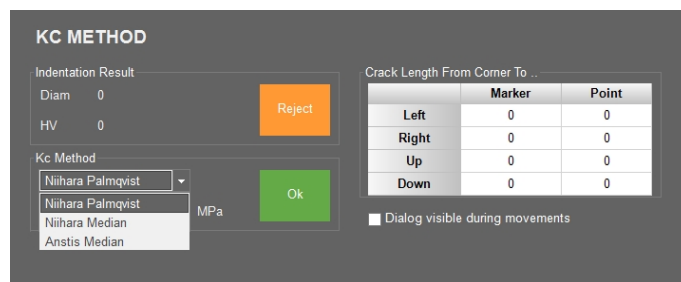 KC METHOD
Indentation Result
Diam 0
HV 0
Reject
Kc Method
Niihara Palmqvist
Niihara Palmqvist
Niihara Median
Anstis Median
MPa
Ok
Crack Length From Corner To ..
Marker Point
Left 0 0
Right 0 0
Up 0 0
Down 0 0
Dialog visible during movements